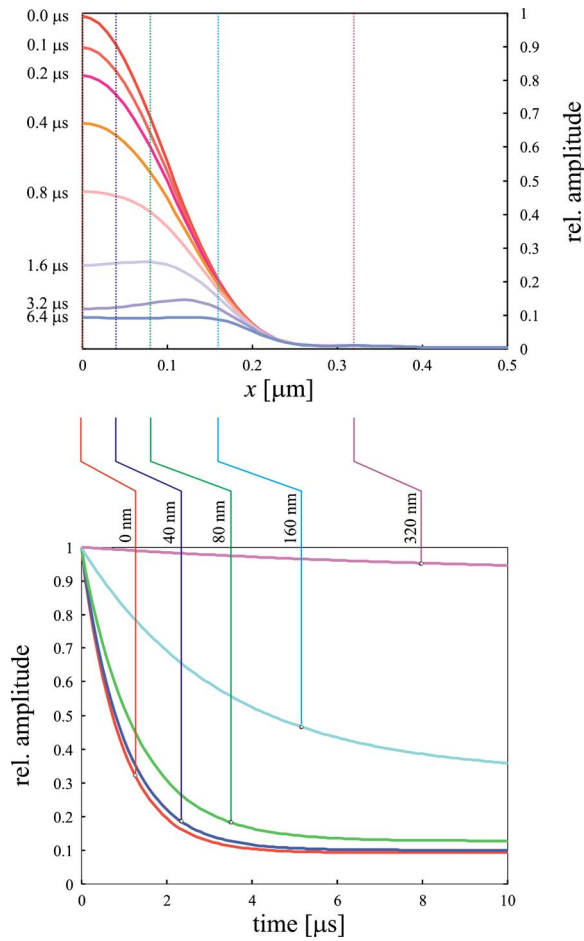 0.0 μs
0.1 μs
0.2 μs
0.4 μs
0.8 μs
1.6 μs
3.2 μs
6.4 μs
1
0.9
0.8
0.7
0.6
0.5
0.4
0.3
0.2
0.1
0
rel. amplitude
0 0.1 0.2 0.3 0.4 0.5
x [μm]
0 nm
40 nm
80 nm
160 nm
320 nm
1
0.9
0.8
0.7
0.6
0.5
0.4
0.3
0.2
0.1
0
rel. amplitude
0 2 4 6 8 10
time [μs]